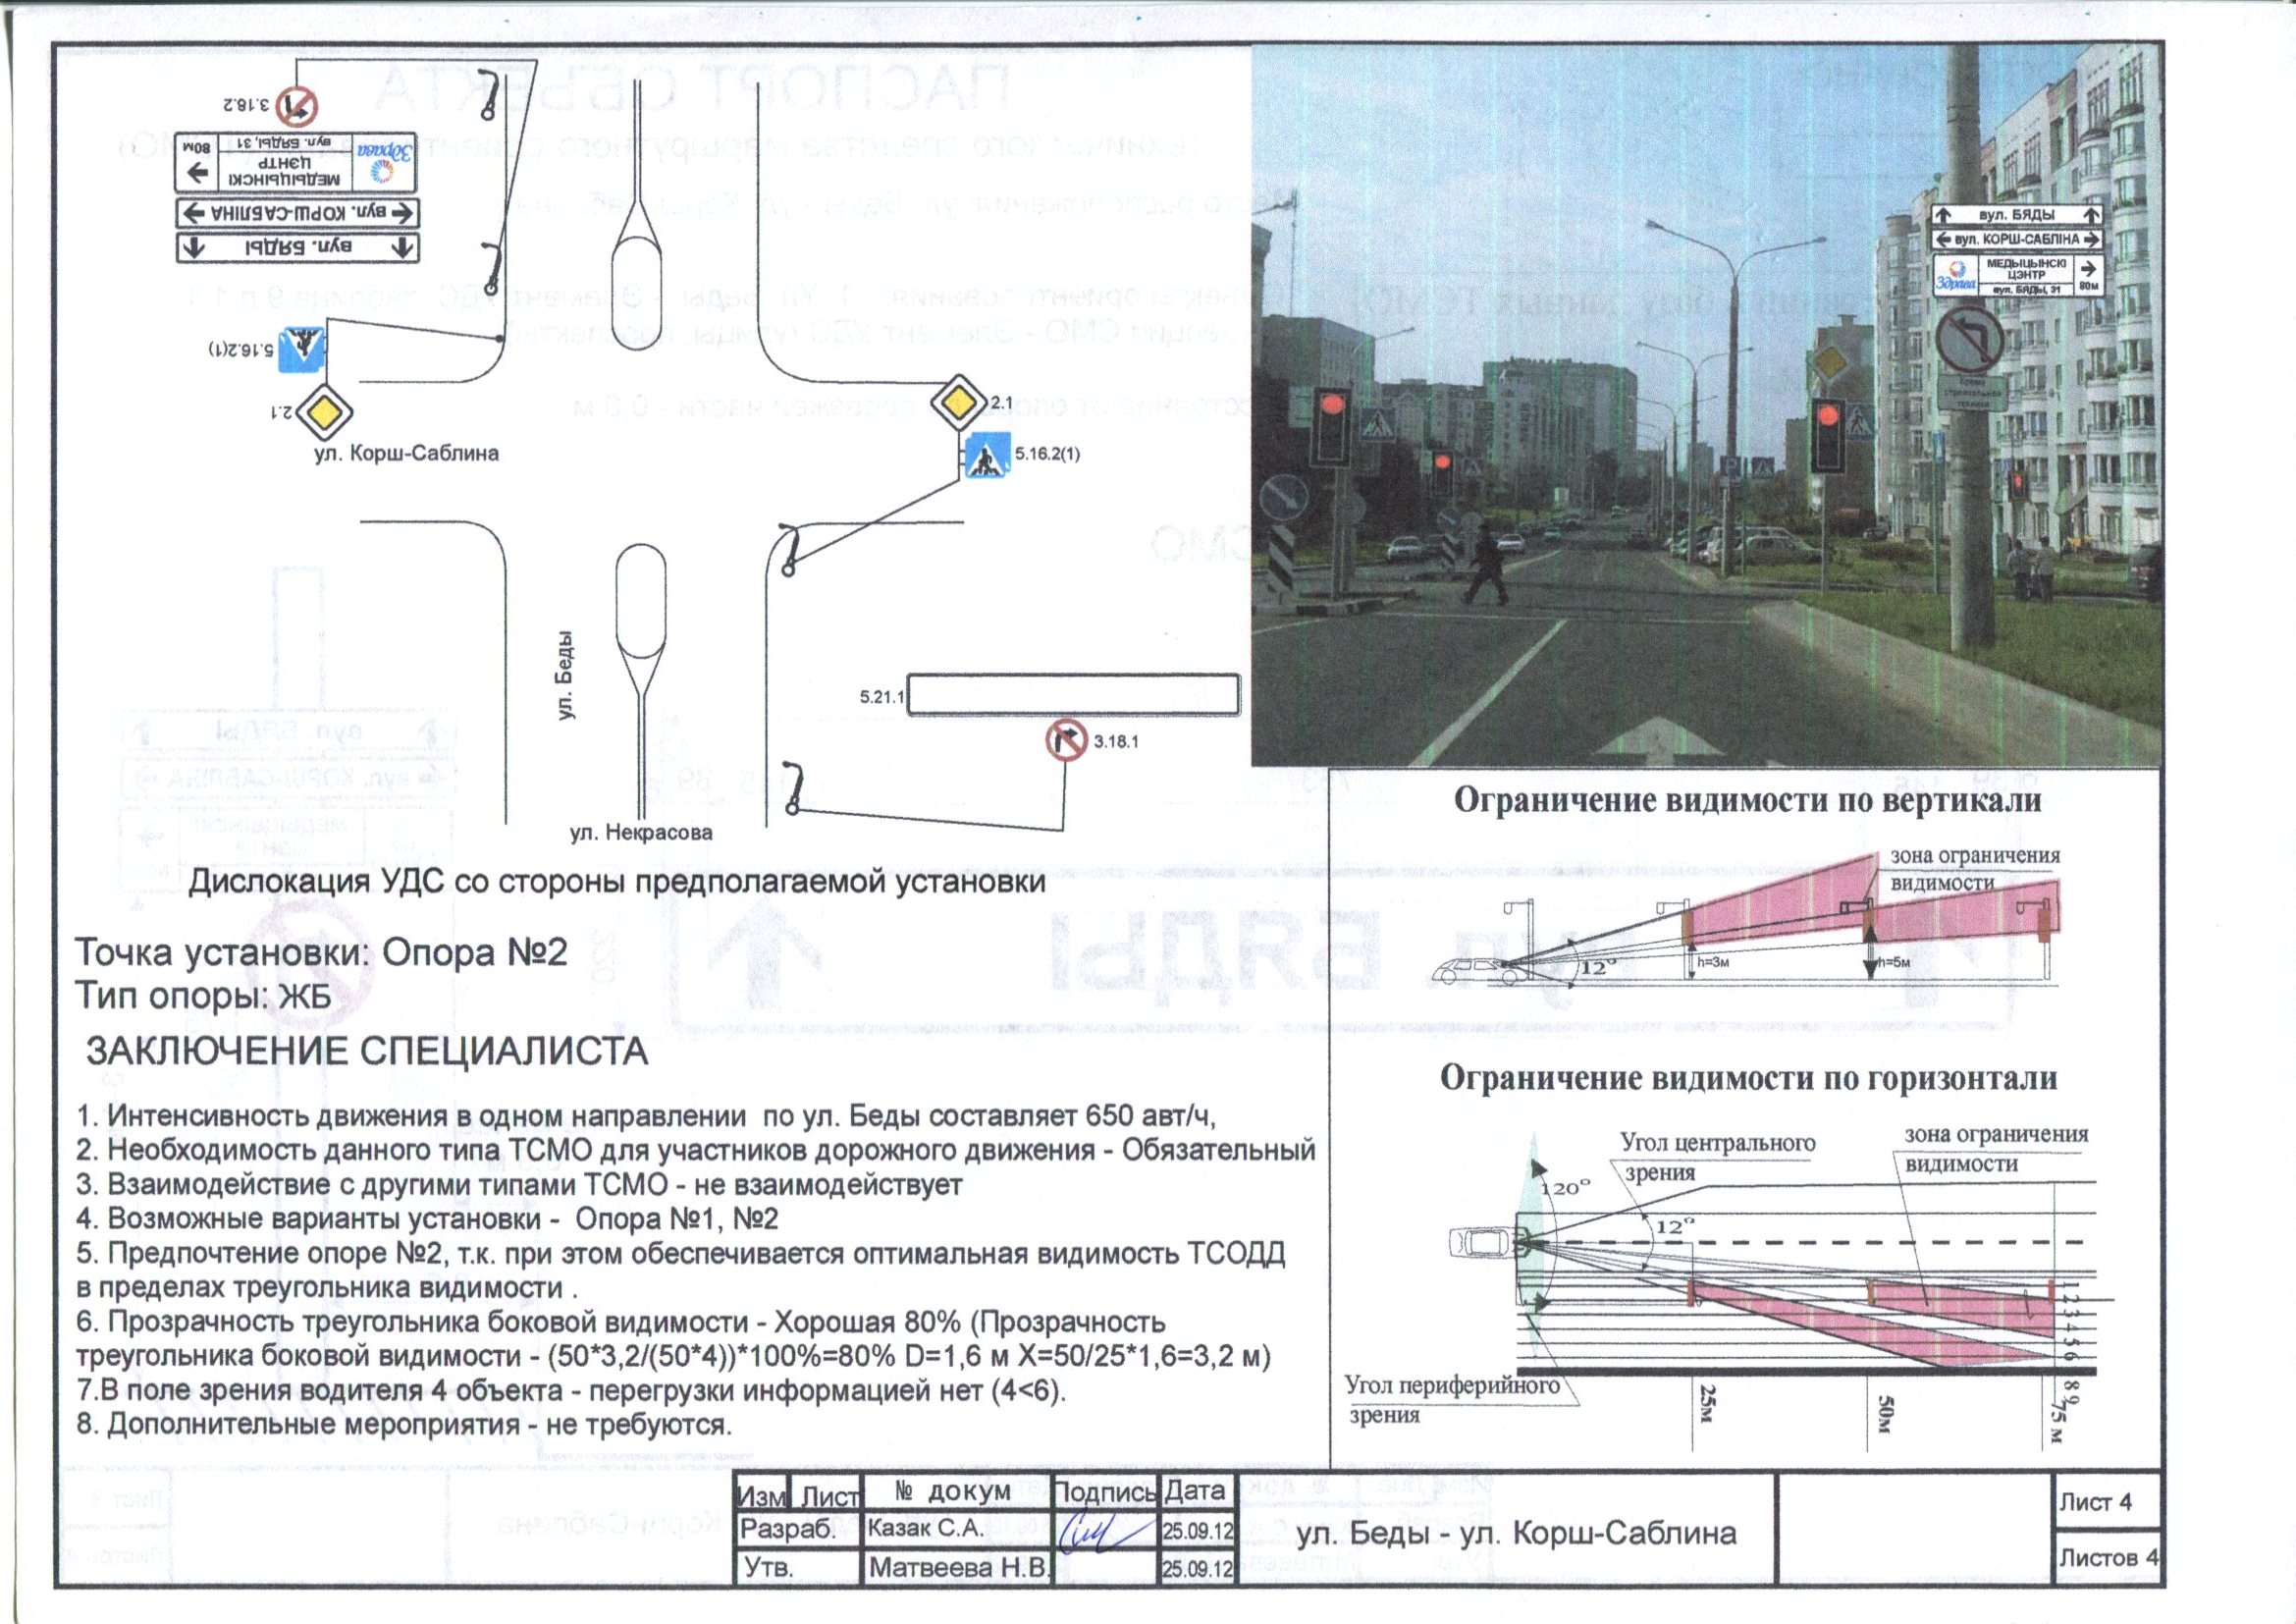 3.18.2
Здрава
МЕДЫЦЫНСКІ
ЦЭНТР
вул. БЯДЫ, 31
80м
вул. КОРШ-САБЛІНА
вул. БЯДЫ
5.16.2(1)
2.1
ул. Корш-Саблина
2.1
5.16.2(1)
ул. Беды
5.21.1
3.18.1
ул. Некрасова
Дислокация УДС со стороны предполагаемой установки
вул. БЯДЫ
вул. КОРШ-САБЛІНА
Здрава
МЕДЫЦЫНСКІ
ЦЭНТР
вул. БЯДЫ, 31
80м
Точка установки: Опора №2
Тип опоры: ЖБ
ЗАКЛЮЧЕНИЕ СПЕЦИАЛИСТА
1. Интенсивность движения в одном направлении по ул. Беды составляет 650 авт/ч,
2. Необходимость данного типа ТСМО для участников дорожного движения - Обязательный
3. Взаимодействие с другими типами ТСМО - не взаимодействует
4. Возможные варианты установки - Опора №1, №2
5. Предпочтение опоре №2, т.к. при этом обеспечивается оптимальная видимость ТСОДД
в пределах треугольника видимости .
6. Прозрачность треугольника боковой видимости - Хорошая 80% (Прозрачность
треугольника боковой видимости - (50*3,2/(50*4))*100%=80% D=1,6 м X=50/25*1,6=3,2 м)
7.В поле зрения водителя 4 объекта - перегрузки информацией нет (4<6).
8. Дополнительные мероприятия - не требуются.
Ограничение видимости по вертикали
зона ограничения
видимости
12°
h=3м
h=5м
Ограничение видимости по горизонтали
Угол центрального
зрения
зона ограничения
видимости
120°
12°
1 2 3 4 5 6
8 9
Угол периферийного
зрения
25м
50м
75 м
Изм Лист № докум Подпись Дата
Разраб. Казак С.А. 25.09.12
Утв. Матвеева Н.В. 25.09.12
ул. Беды - ул. Корш-Саблина
Лист 4
Листов 4